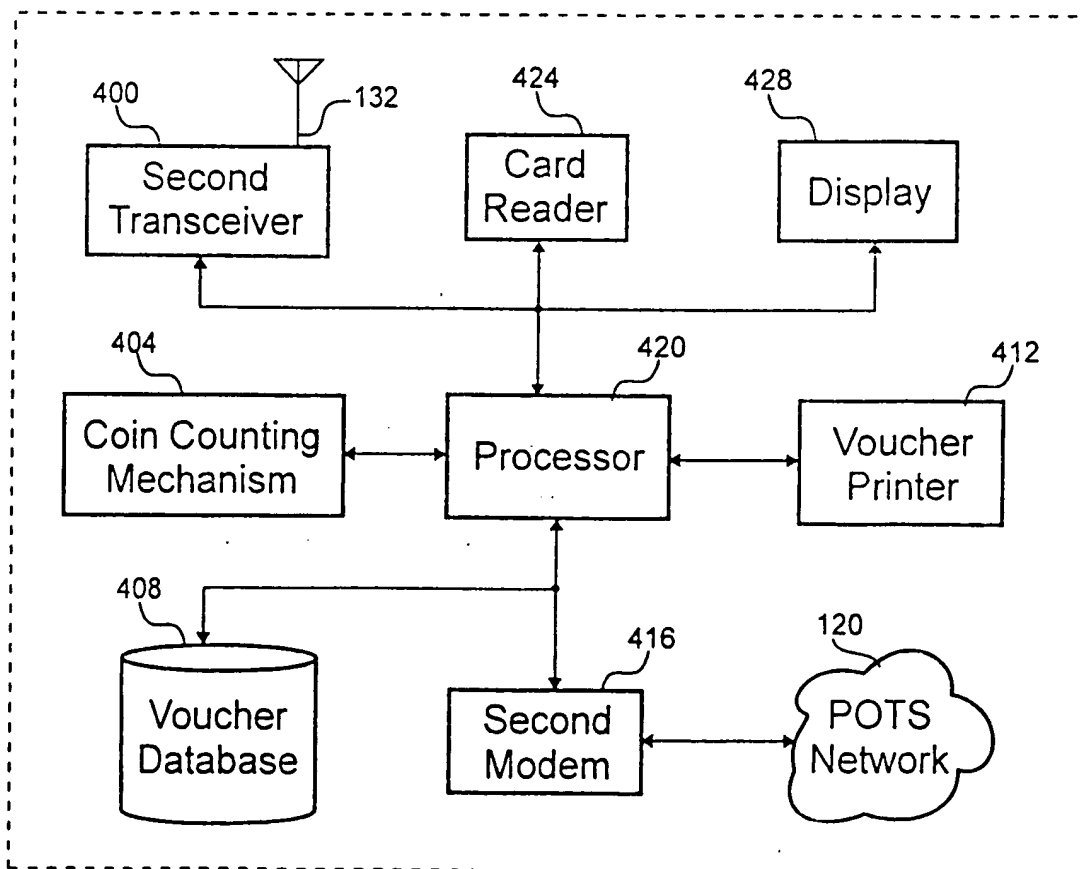 400
132
424
428
Second
Transceiver
Card
Reader
Display
404
420
412
Coin Counting
Mechanism
Processor
Voucher
Printer
408
416
120
Voucher
Database
Second
Modem
POTS
Network